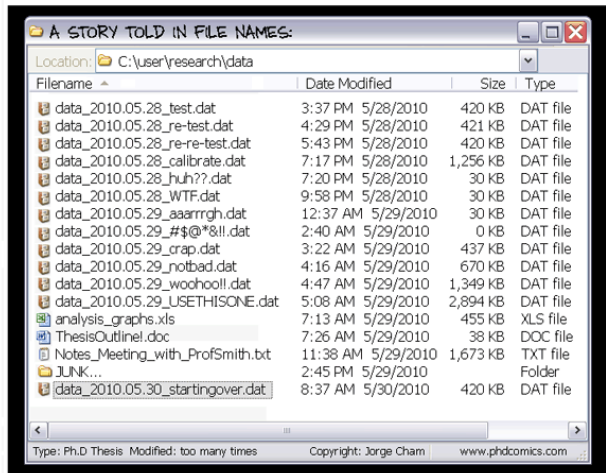 A STORY TOLD IN FILE NAMES:
Location: C:\user\research\data
Filename Date Modified Size Type
data_2010.05.28_test.dat 3:37 PM 5/28/2010 420 KB DAT file
data_2010.05.28_re-test.dat 4:29 PM 5/28/2010 421 KB DAT file
data_2010.05.28_re-re-test.dat 5:43 PM 5/28/2010 420 KB DAT file
data_2010.05.28_calibrate.dat 7:17 PM 5/28/2010 1,256 KB DAT file
data_2010.05.28_huh??.dat 7:20 PM 5/28/2010 30 KB DAT file
data_2010.05.28_WTF.dat 9:58 PM 5/28/2010 30 KB DAT file
data_2010.05.29_aaarrrgh.dat 12:37 AM 5/29/2010 30 KB DAT file
data_2010.05.29_#$@*&!!.dat 2:40 AM 5/29/2010 0 KB DAT file
data_2010.05.29_crap.dat 3:22 AM 5/29/2010 437 KB DAT file
data_2010.05.29_notbad.dat 4:16 AM 5/29/2010 670 KB DAT file
data_2010.05.29_woohoo!!.dat 4:47 AM 5/29/2010 1,349 KB DAT file
data_2010.05.29_USETHISONE.dat 5:08 AM 5/29/2010 2,894 KB DAT file
analysis_graphs.xls 7:13 AM 5/29/2010 455 KB XLS file
ThesisOutline!.doc 7:26 AM 5/29/2010 38 KB DOC file
Notes_Meeting_with_ProfSmith.txt 11:38 AM 5/29/2010 1,673 KB TXT file
JUNK... 2:45 PM 5/29/2010 Folder
data_2010.05.30_startingover.dat 8:37 AM 5/30/2010 420 KB DAT file
Type: Ph.D Thesis Modified: too many times Copyright: Jorge Cham www.phdcomics.com